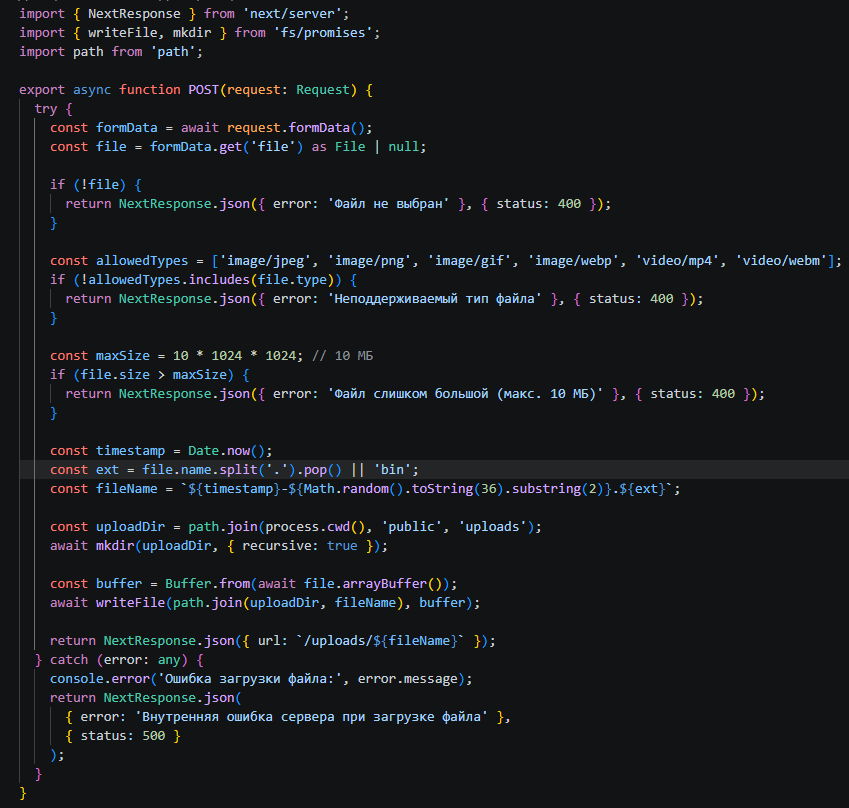 import { NextResponse } from 'next/server';
import { writeFile, mkdir } from 'fs/promises';
import path from 'path';

export async function POST(request: Request) {
  try {
    const formData = await request.formData();
    const file = formData.get('file') as File | null;

    if (!file) {
      return NextResponse.json({ error: 'Файл не выбран' }, { status: 400 });
    }

    const allowedTypes = ['image/jpeg', 'image/png', 'image/gif', 'image/webp', 'video/mp4', 'video/webm'];
    if (!allowedTypes.includes(file.type)) {
      return NextResponse.json({ error: 'Неподдерживаемый тип файла' }, { status: 400 });
    }

    const maxSize = 10 * 1024 * 1024; // 10 МБ
    if (file.size > maxSize) {
      return NextResponse.json({ error: 'Файл слишком большой (макс. 10 МБ)' }, { status: 400 });
    }

    const timestamp = Date.now();
    const ext = file.name.split('.').pop() || 'bin';
    const fileName = `${timestamp}-${Math.random().toString(36).substring(2)}.${ext}`;

    const uploadDir = path.join(process.cwd(), 'public', 'uploads');
    await mkdir(uploadDir, { recursive: true });

    const buffer = Buffer.from(await file.arrayBuffer());
    await writeFile(path.join(uploadDir, fileName), buffer);

    return NextResponse.json({ url: `/uploads/${fileName}` });
  } catch (error: any) {
    console.error('Ошибка загрузки файла:', error.message);
    return NextResponse.json(
      { error: 'Внутренняя ошибка сервера при загрузке файла' },
      { status: 500 }
    );
  }
}